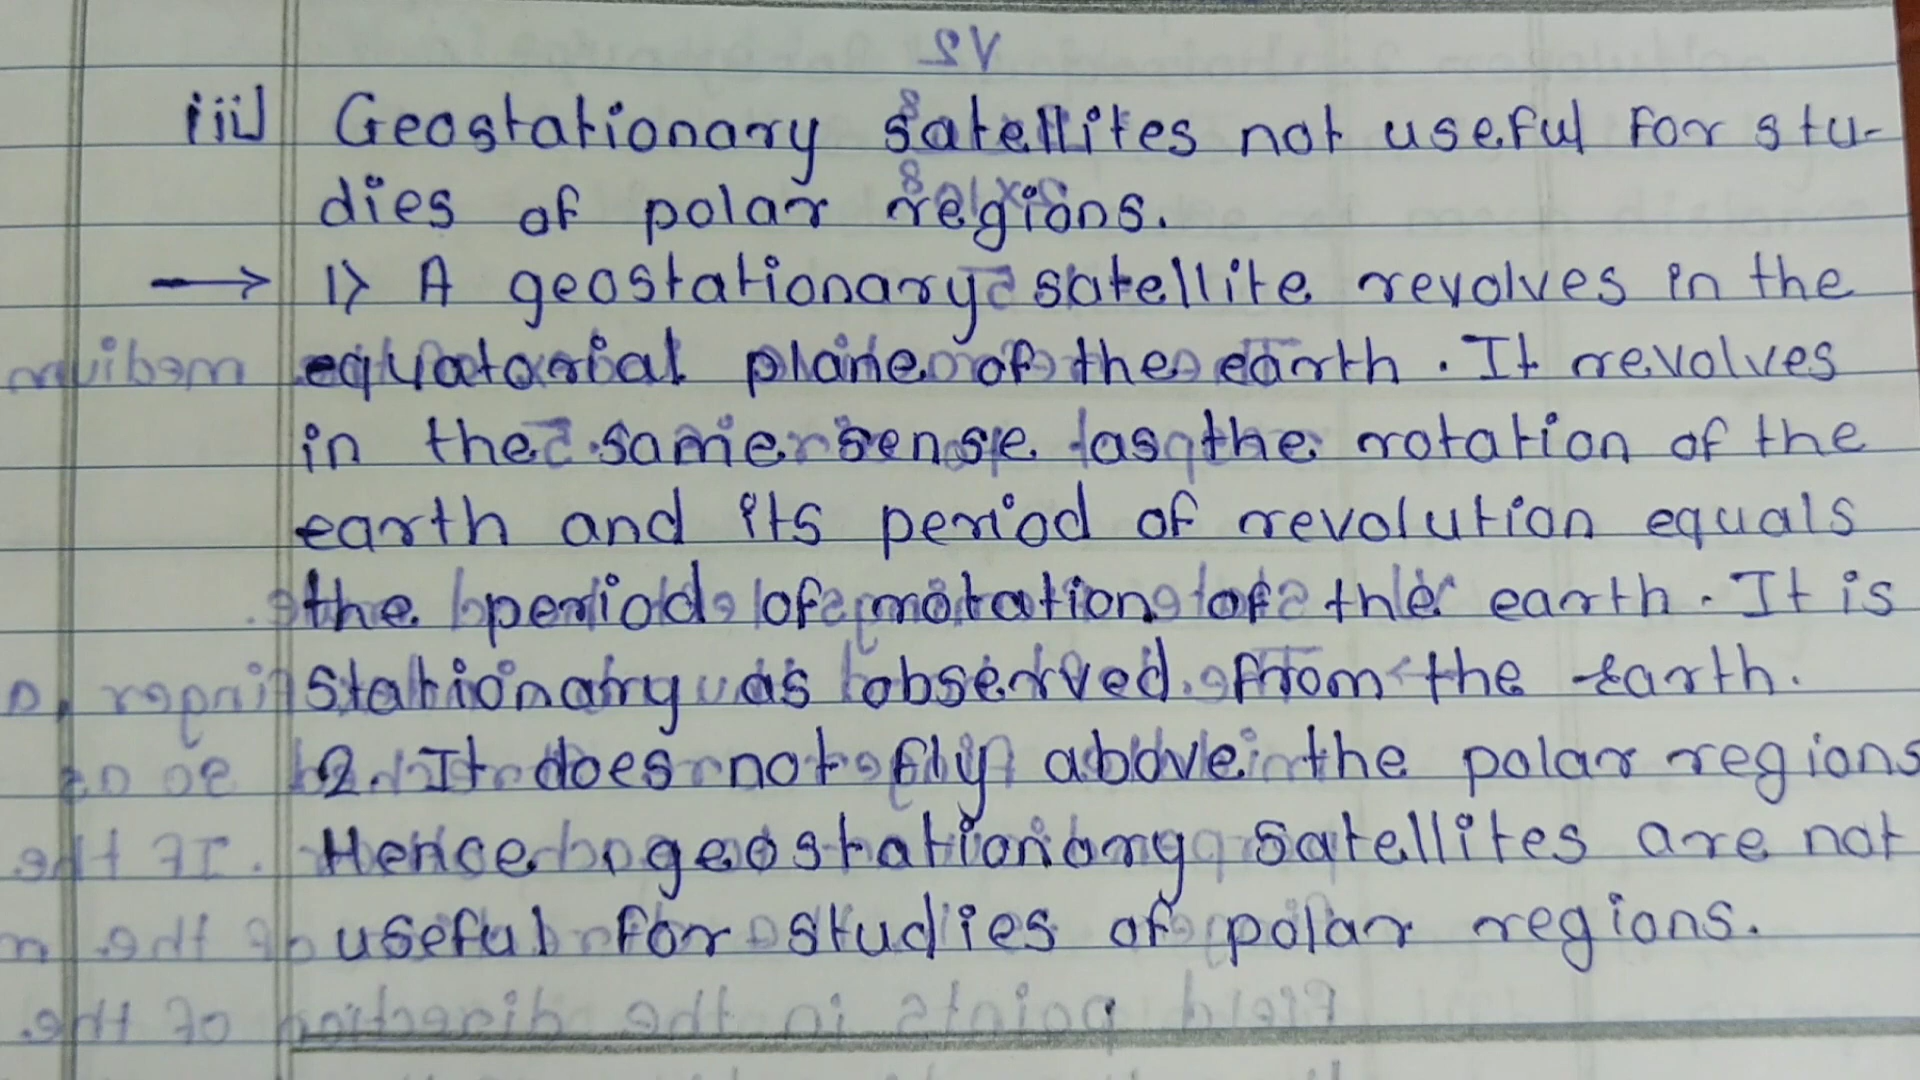 iii) Geostationary satellites not useful for stu-
dies of polar regions.
→ 1> A geostationary satellite revolves in the
equatorial plane of the earth. It revolves
in the same sense as the rotation of the
earth and its period of revolution equals
the period of rotation of the earth. It is
stationary as observed from the earth.
2. It does not fly above the polar regions
Hence geostationary satellites are not
useful for studies of polar regions.